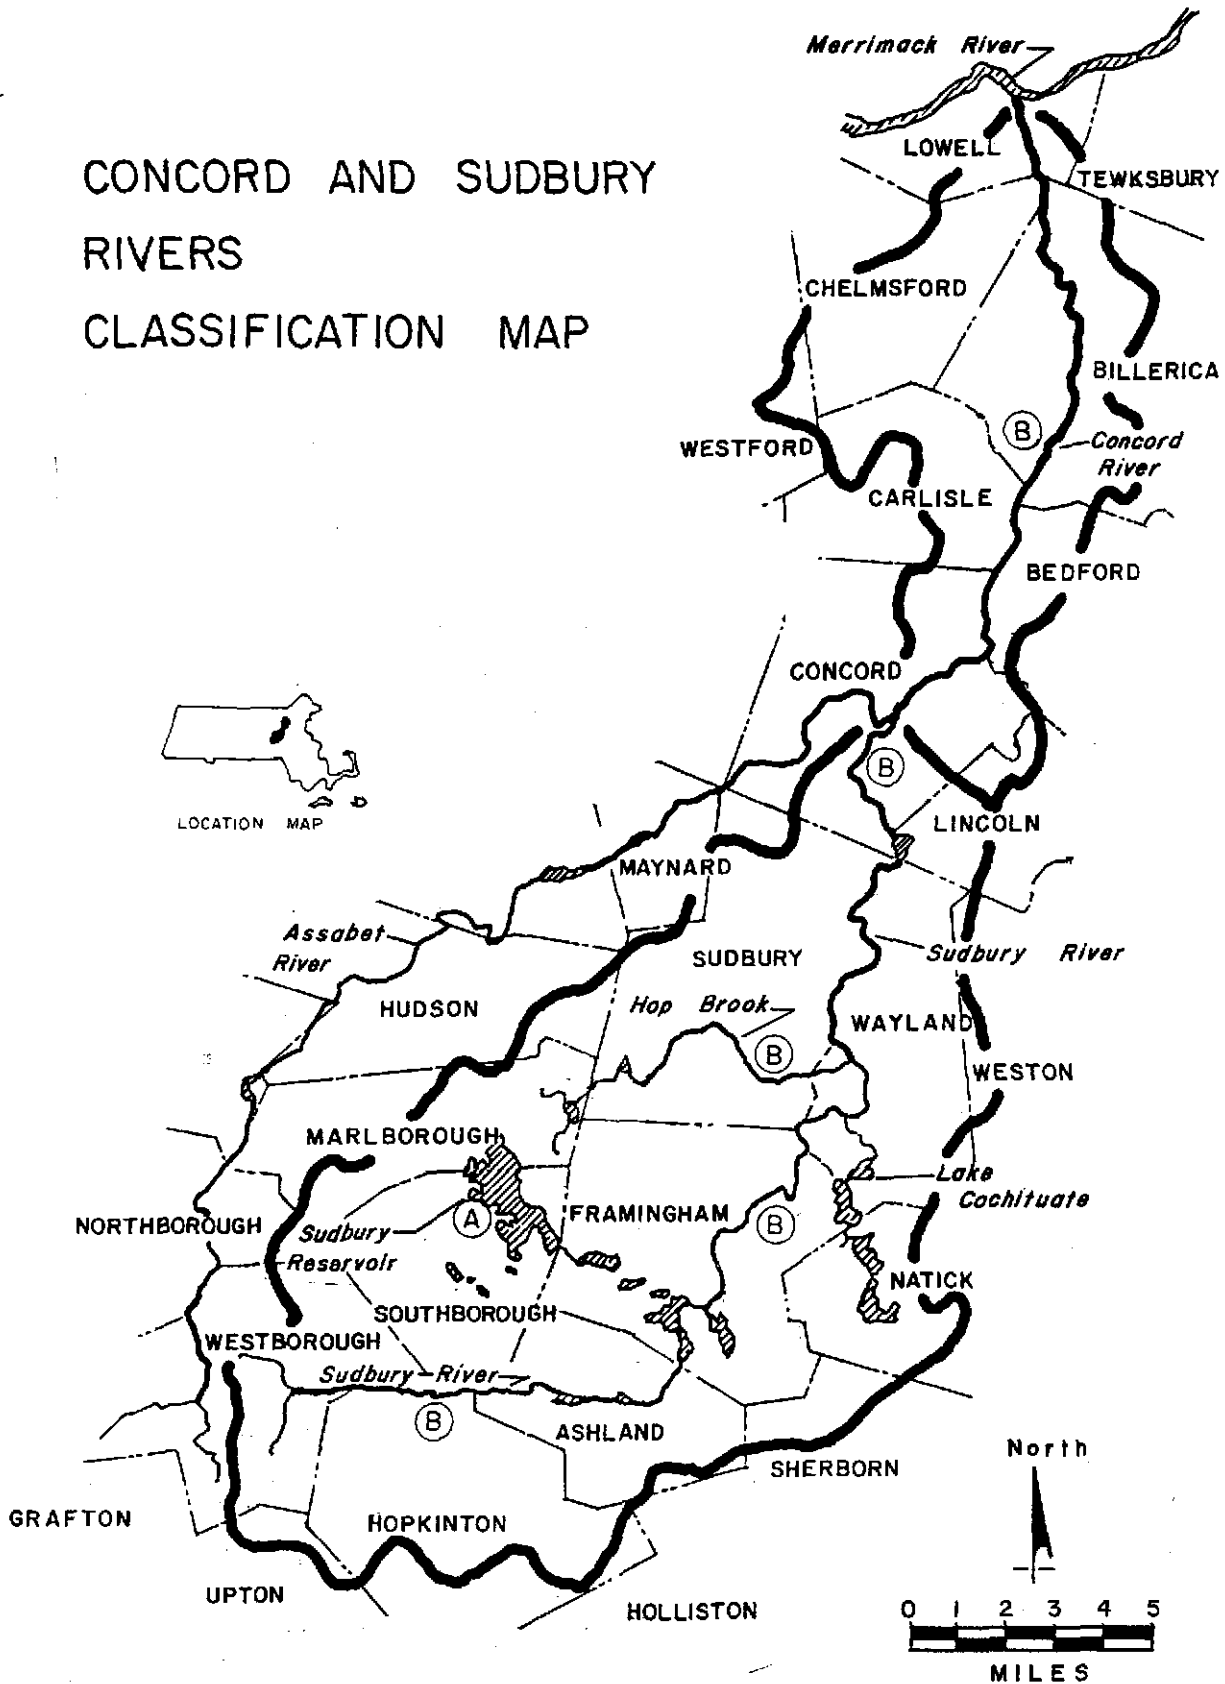 Merrimack River
LOWELL
CONCORD AND SUDBURY
RIVERS
CLASSIFICATION MAP
TEWKSBURY
CHELMSFORD
BILLERICA
B
Concord
River
WESTFORD
CARLISLE
BEDFORD
CONCORD
B
LOCATION MAP
LINCOLN
MAYNARD
Assabet
River
SUDBURY
Sudbury River
HUDSON
Hop Brook
WAYLAND
B
WESTON
MARLBOROUGH
Lake
Cochituate
NORTHBOROUGH
Sudbury
Reservoir
A
FRAMINGHAM
B
NATICK
SOUTHBOROUGH
WESTBOROUGH
Sudbury River
B
ASHLAND
SHERBORN
North
GRAFTON
HOPKINTON
UPTON
HOLLISTON
0 1 2 3 4 5
MILES